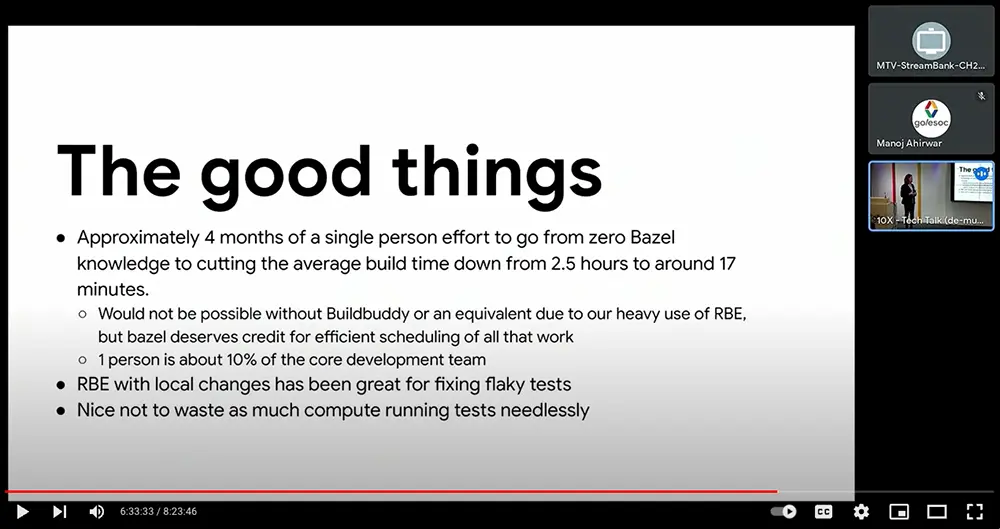 The good things
● Approximately 4 months of a single person effort to go from zero Bazel
knowledge to cutting the average build time down from 2.5 hours to around 17
minutes.
○ Would not be possible without Buildbuddy or an equivalent due to our heavy use of RBE,
but bazel deserves credit for efficient scheduling of all that work
○ 1 person is about 10% of the core development team
● RBE with local changes has been great for fixing flaky tests
● Nice not to waste as much compute running tests needlessly
MTV-StreamBank-CH2...
go/esoc
Manoj Ahirwar
The good
10X - Tech Talk (de-mu...
6:33:33 / 8:23:46
CC